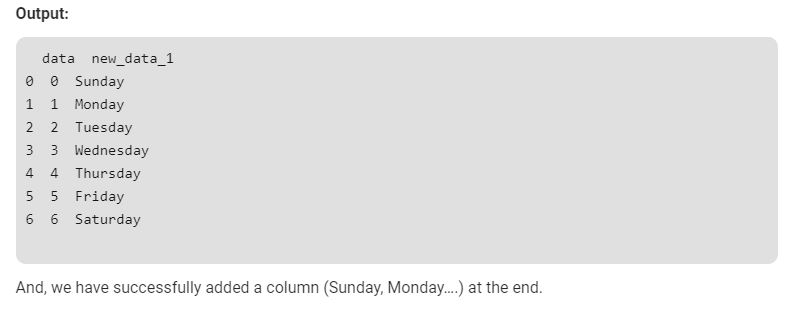 Output:
data new_data_1
0 0 Sunday
1 1 Monday
2 2 Tuesday
3 3 Wednesday
4 4 Thursday
5 5 Friday
6 6 Saturday
And, we have successfully added a column (Sunday, Monday....) at the end.